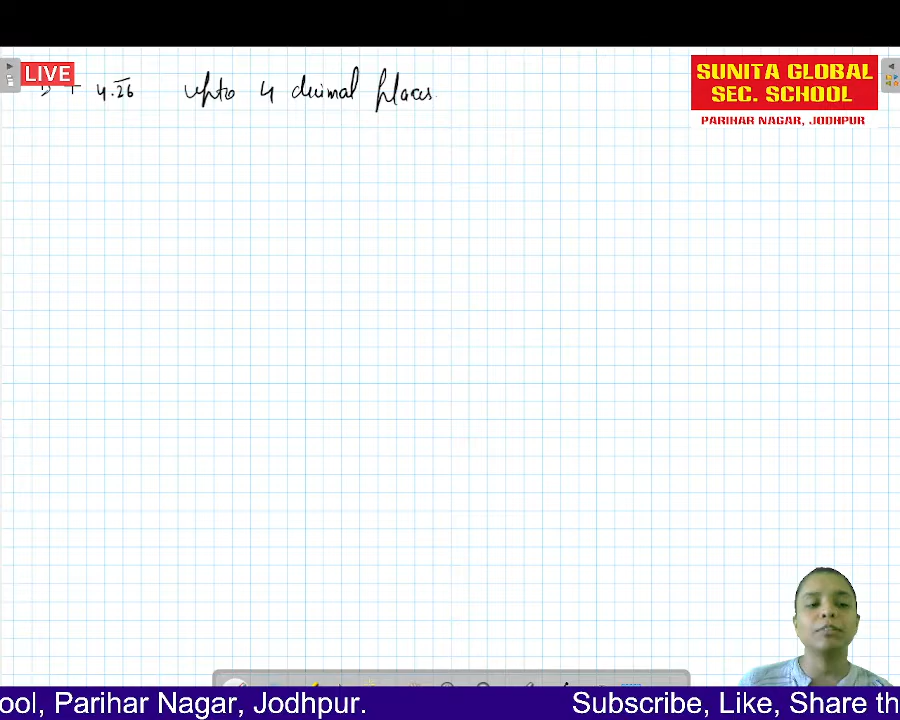 LIVE
4.26 upto 4 decimal places.
SUNITA GLOBAL
SEC. SCHOOL
PARIHAR NAGAR, JODHPUR
ool, Parihar Nagar, Jodhpur. Subscribe, Like, Share th